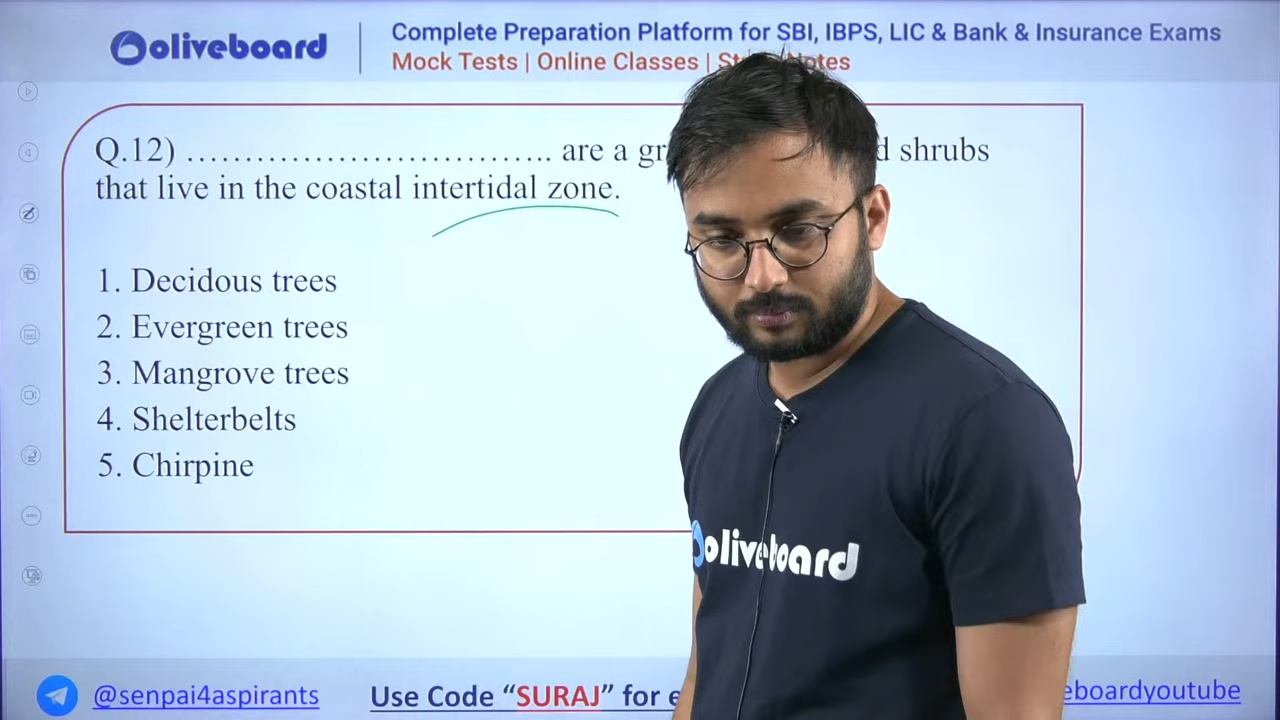 oliveboard
Complete Preparation Platform for SBI, IBPS, LIC & Bank & Insurance Exams
Mock Tests | Online Classes | Notes
Q.12) ………………………….. are a shrubs
that live in the coastal intertidal zone.
1. Decidous trees
2. Evergreen trees
3. Mangrove trees
4. Shelterbelts
5. Chirpine
oliveboard
@senpai4aspirants Use Code “SURAJ” for eboardyoutube